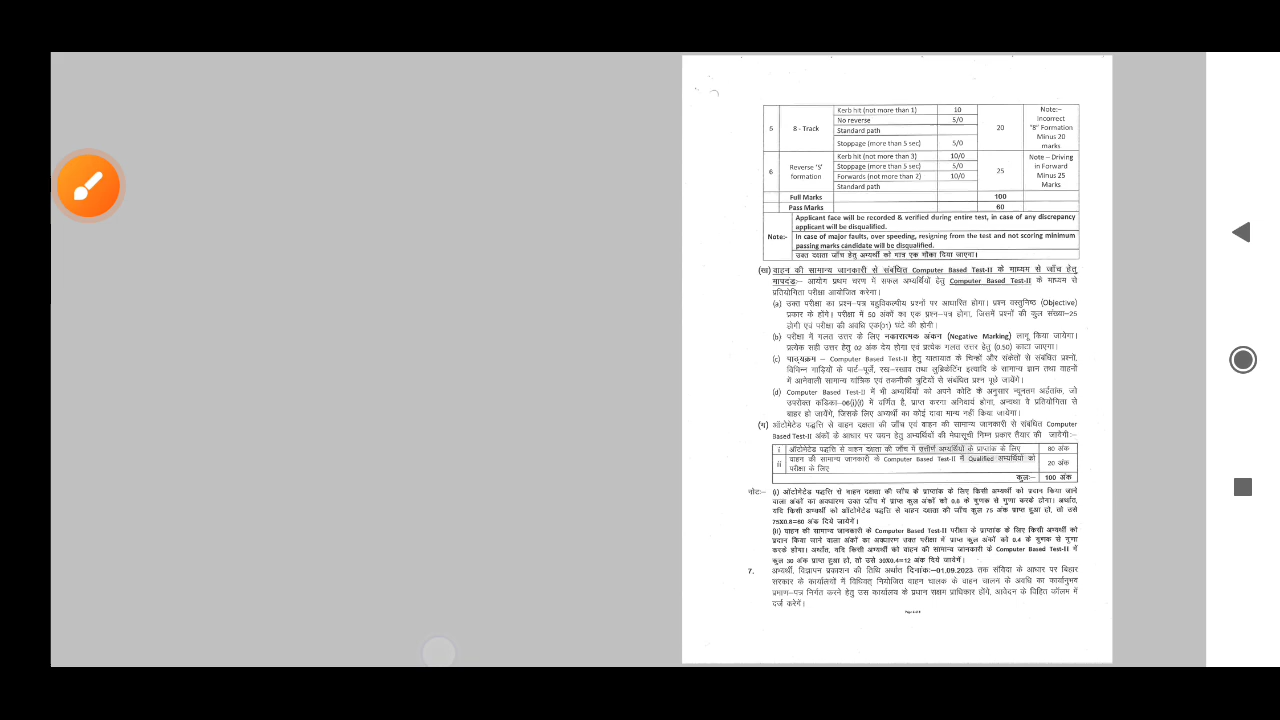 5 8 - Track Kerb hit (not more than 1) 10 20 Note:–
No reverse 5/0 Incorrect
Standard path "8" Formation
Stoppage (more than 5 sec) 5/0 Minus 20
marks
6 Reverse 'S' formation Kerb hit (not more than 3) 10/0 25 Note – Driving
Stoppage (more than 5 sec) 5/0 in Forward
Forwards (not more than 2) 10/0 Minus 25
Standard path Marks
Full Marks 100
Pass Marks 60
Note:- Applicant face will be recorded & verified during entire test, in case of any discrepancy
applicant will be disqualified.
In case of major faults, over speeding, resigning from the test and not scoring minimum
passing marks candidate will be disqualified.
उक्त दक्षता जाँच हेतु अभ्यर्थी को मात्र एक मौका दिया जाएगा।
(ख) वाहन की सामान्य जानकारी से संबंधित Computer Based Test-II के माध्यम से जाँच हेतु
मापदंड:– आयोग प्रथम चरण में सफल अभ्यर्थियों हेतु Computer Based Test-II के माध्यम से
प्रतियोगिता परीक्षा आयोजित करेगा।
(a) उक्त परीक्षा का प्रश्न–पत्र बहुविकल्पीय प्रश्नों पर आधारित होगा। प्रश्न वस्तुनिष्ठ (Objective)
प्रकार के होंगे। परीक्षा में 50 अंकों का एक प्रश्न–पत्र होगा, जिसमें प्रश्नों की कुल संख्या–25
होगी एवं परीक्षा की अवधि एक(01) घंटे की होगी।
(b) परीक्षा में गलत उत्तर के लिए नकारात्मक अंकन (Negative Marking) लागू किया जायेगा।
प्रत्येक सही उत्तर हेतु 02 अंक देय होगा एवं प्रत्येक गलत उत्तर हेतु (0.50) काटा जाएगा।
(c) पाठ्यक्रम – Computer Based Test-II हेतु यातायात के चिन्हों और संकेतों से संबंधित प्रश्नों,
विभिन्न गाड़ियों के पार्ट–पूर्जे, रख–रखाव तथा लुब्रिकेटिंग इत्यादि के सामान्य ज्ञान तथा वाहनों
में आनेवाली सामान्य यांत्रिक एवं तकनीकी त्रुटियों से संबंधित प्रश्न पूछे जायेंगे।
(d) Computer Based Test-II में भी अभ्यर्थियों को अपने कोटि के अनुसार न्यूनतम अर्हतांक, जो
उपरोक्त कंडिका–06(i)(l) में वर्णित है, प्राप्त करना अनिवार्य होगा, अन्यथा वे प्रतियोगिता से
बाहर हो जायेंगे, जिसके लिए अभ्यर्थी का कोई दावा मान्य नहीं किया जायेगा।
(ग) ऑटोमेटेड पद्धति से वाहन दक्षता की जाँच एवं वाहन की सामान्य जानकारी से संबंधित Computer
Based Test-II अंकों के आधार पर चयन हेतु अभ्यर्थियों की मेधासूची निम्न प्रकार तैयार की जायेगी:–
i ऑटोमेटेड पद्धति से वाहन दक्षता की जाँच में उत्तीर्ण अभ्यर्थियों के प्राप्तांक के लिए 80 अंक
ii वाहन की सामान्य जानकारी के Computer Based Test-II में Qualified अभ्यर्थियों को
परीक्षा के लिए 20 अंक
कुल:– 100 अंक
नोट:– (i) ऑटोमेटेड पद्धति से वाहन दक्षता की जाँच के प्राप्तांक के लिए किसी अभ्यर्थी को प्रदान किया जाने
वाला अंकों का अवधारण उक्त जाँच में प्राप्त कुल अंकों को 0.8 के गुणक से गुणा करके होगा। अर्थात,
यदि किसी अभ्यर्थी को ऑटोमेटेड पद्धति से वाहन दक्षता की जाँच कुल 75 अंक प्राप्त हुआ हो, तो उसे
75X0.8=60 अंक दिये जायेंगे।
(ii) वाहन की सामान्य जानकारी के Computer Based Test-II परीक्षा के प्राप्तांक के लिए किसी अभ्यर्थी को
प्रदान किया जाने वाला अंकों का अवधारण उक्त परीक्षा में प्राप्त कुल अंकों को 0.4 के गुणक से गुणा
करके होगा। अर्थात, यदि किसी अभ्यर्थी को वाहन की सामान्य जानकारी के Computer Based Test-II में
कुल 30 अंक प्राप्त हुआ हो, तो उसे 30X0.4=12 अंक दिये जायेंगे।
7. अभ्यर्थी, विज्ञापन प्रकाशन की तिथि अर्थात दिनांक:–01.09.2023 तक संविदा के आधार पर बिहार
सरकार के कार्यालयों में विधिवत् नियोजित वाहन चालक के वाहन चालन के अवधि का कार्यानुभव
प्रमाण–पत्र निर्गत करने हेतु उस कार्यालय के प्रधान सक्षम प्राधिकार होंगे, आवेदन के विहित कॉलम में
दर्ज करेगें।